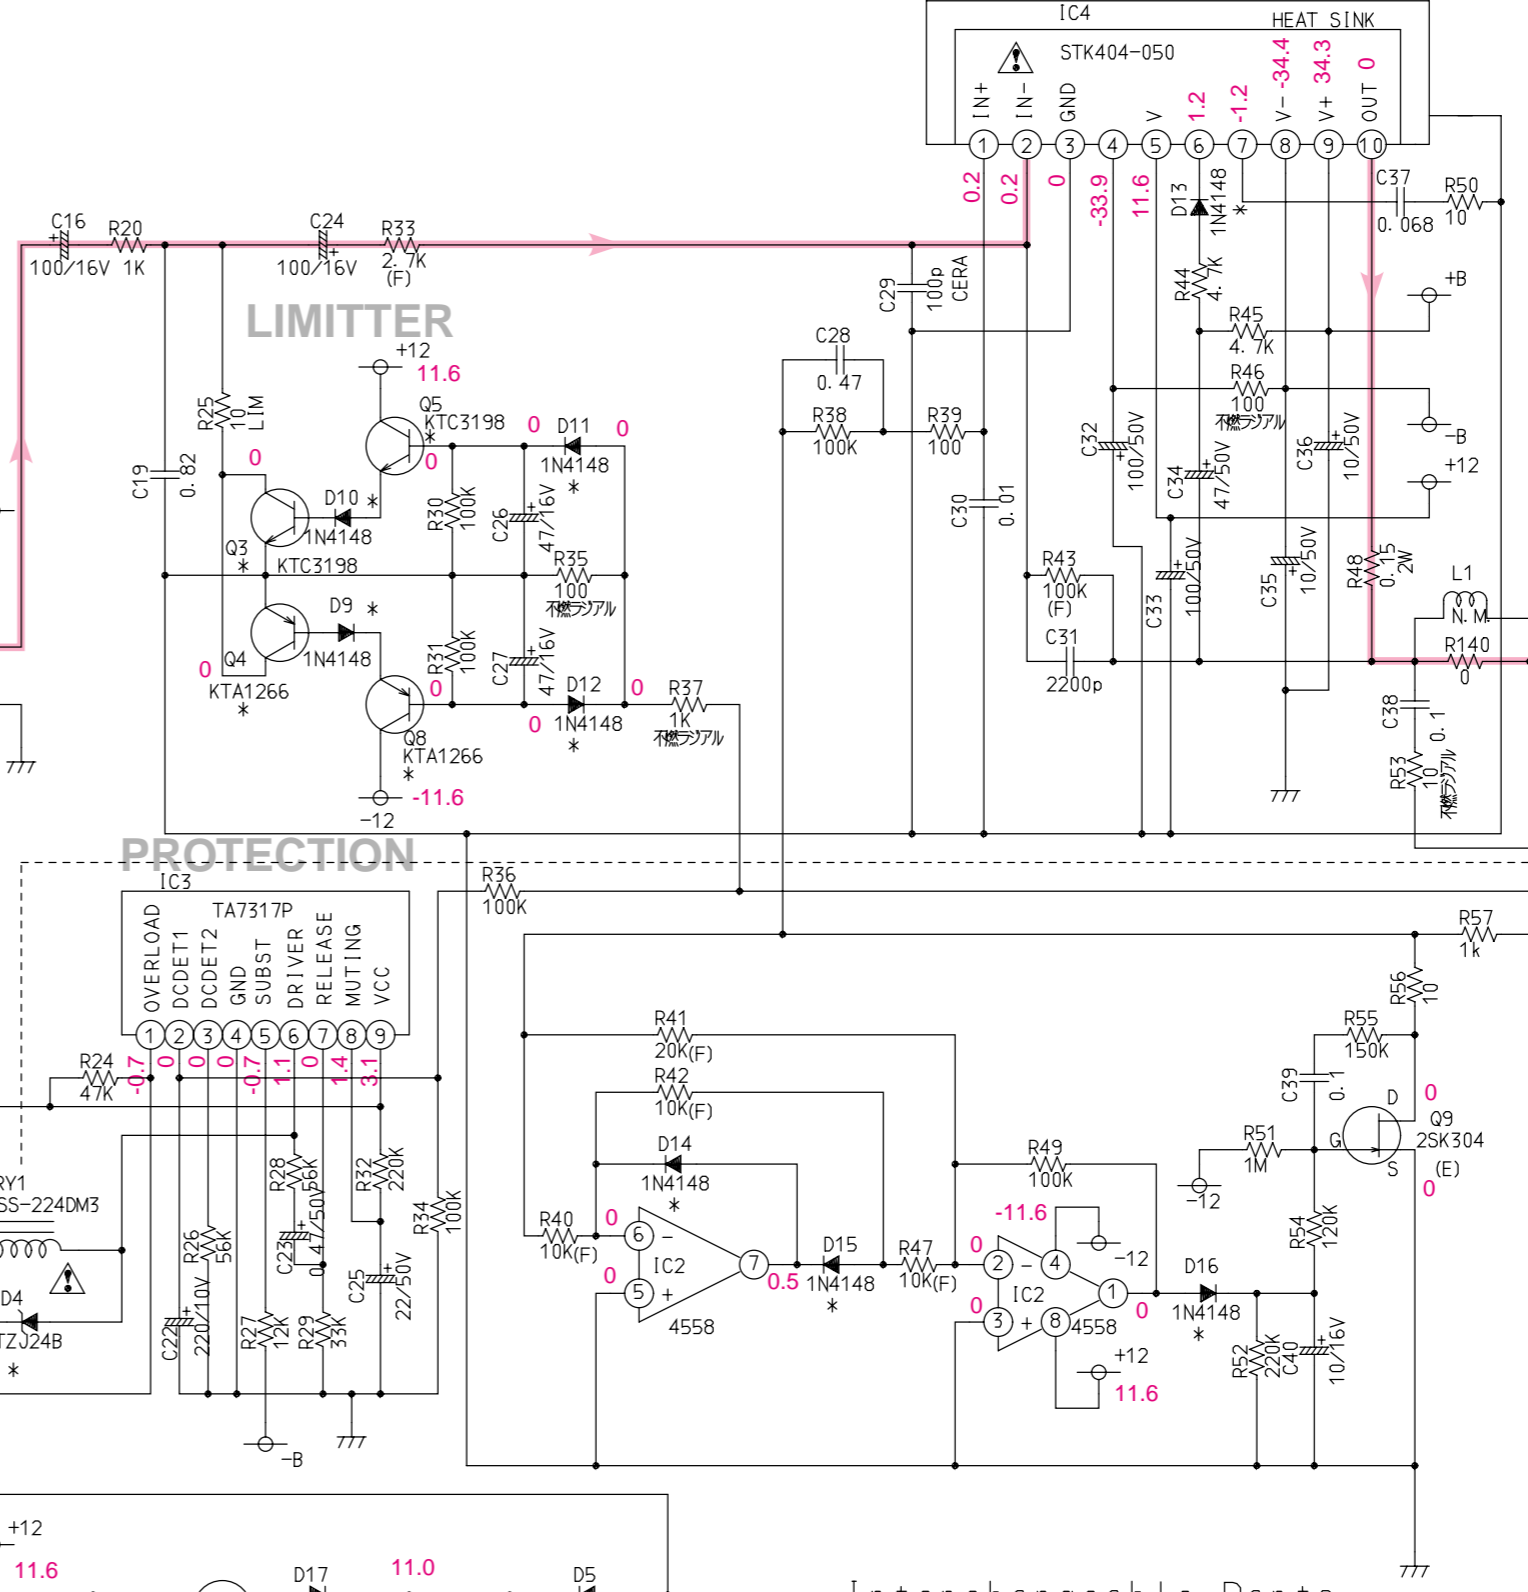 IC4
HEAT SINK
STK404-050
IN+
IN-
GND
V
1.2
-1.2
V- -34.4
V+ 34.3
OUT 0
1
2
3
4
5
6
7
8
9
10
0.2
0.2
0
-33.9
11.6
D13
1N4148
*
C37
0.068
R50
10
C16
+
100/16V
R20
1K
C24
+
100/16V
R33
2.7K
(F)
LIMITTER
C29
100p
CERA
R44
4.7K
R45
4.7K
+B
C28
0.47
R46
100
不燃ラジアル
-B
+12
11.6
R25
10
LIM
Q5
KTC3198
*
0
0
D11
1N4148
*
0
R38
100K
R39
100
C32
100/50V
C34
47/50V
C36
10/50V
+12
C19
0.82
0
D10
*
1N4148
Q3
*
KTC3198
R30
100K
C26
47/16V
R35
100
不燃ラジアル
C30
0.01
R43
100K
(F)
C33
100/50V
C35
10/50V
R48
0.15
2W
L1
N.M.
D9
*
1N4148
0
Q4
KTA1266
*
R31
100K
C27
47/16V
0
D12
1N4148
*
0
0
R37
1K
不燃ラジアル
C31
2200p
R140
0
C38
0.1
Q8
KTA1266
*
R53
10
不燃ラジアル
-11.6
-12
PROTECTION
IC3
TA7317P
R36
100K
OVERLOAD
DCDET1
DCDET2
GND
SUBST
DRIVER
RELEASE
MUTING
VCC
1
2
3
4
5
6
7
8
9
-0.7
0
0
0
-0.7
1.1
0
1.4
3.1
R24
47K
R57
1k
R56
10
R41
20K(F)
R55
150K
R42
10K(F)
C39
0.1
D
0
Q9
2SK304
(E)
G
S
0
D14
1N4148
*
R49
100K
R51
1M
-12
RY1
SS-224DM3
R28
56K
R32
220K
R34
100K
R26
56K
C23
0.47/50V
C25
22/50V
R40
10K(F)
0
6
-
IC2
7
0.5
0
5
+
4558
D15
1N4148
*
R47
10K(F)
-11.6
0
2
-
4
-12
IC2
1
0
0
3
+
8
4558
+12
11.6
D16
1N4148
*
R54
120K
D4
TZJ24B
*
C22
220/10V
R27
12K
R29
33K
R52
220K
C40
10/16V
-B
+12
11.6
D17
11.0
D5
Interchangeable Parts